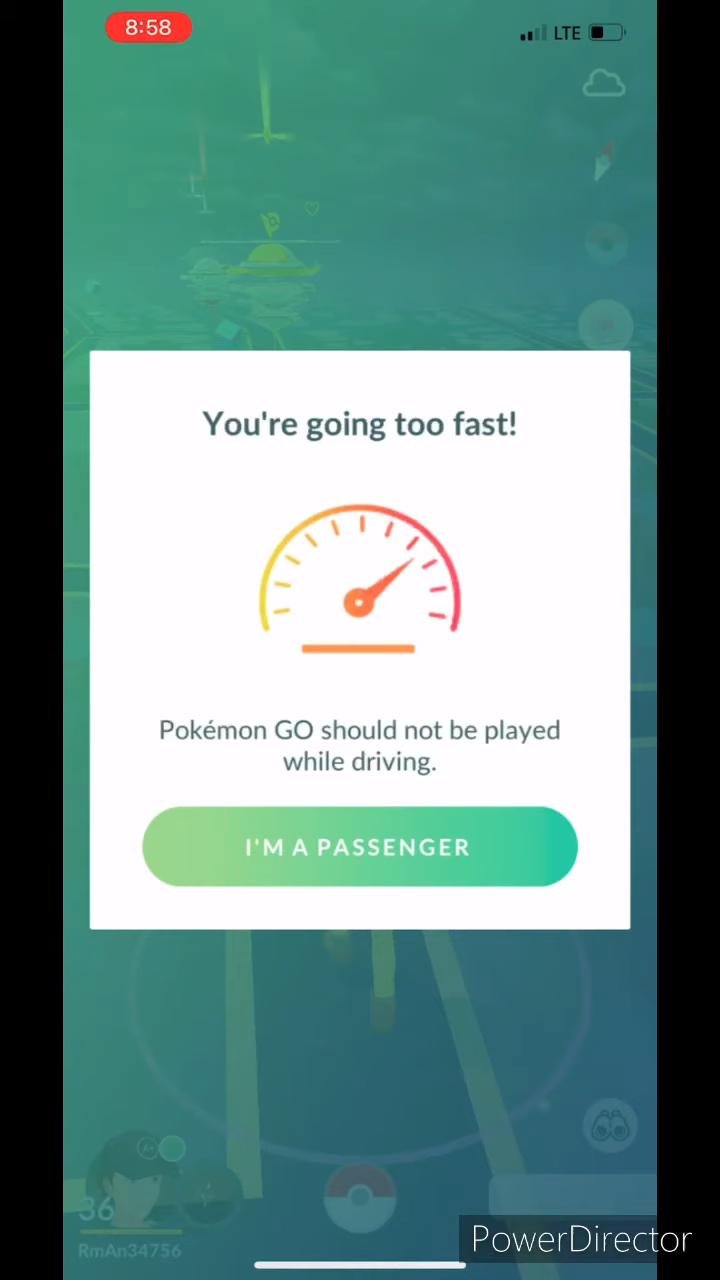 8:58
LTE
You're going too fast!
Pokémon GO should not be played
while driving.
I'M A PASSENGER
36
RmAn34756
PowerDirector